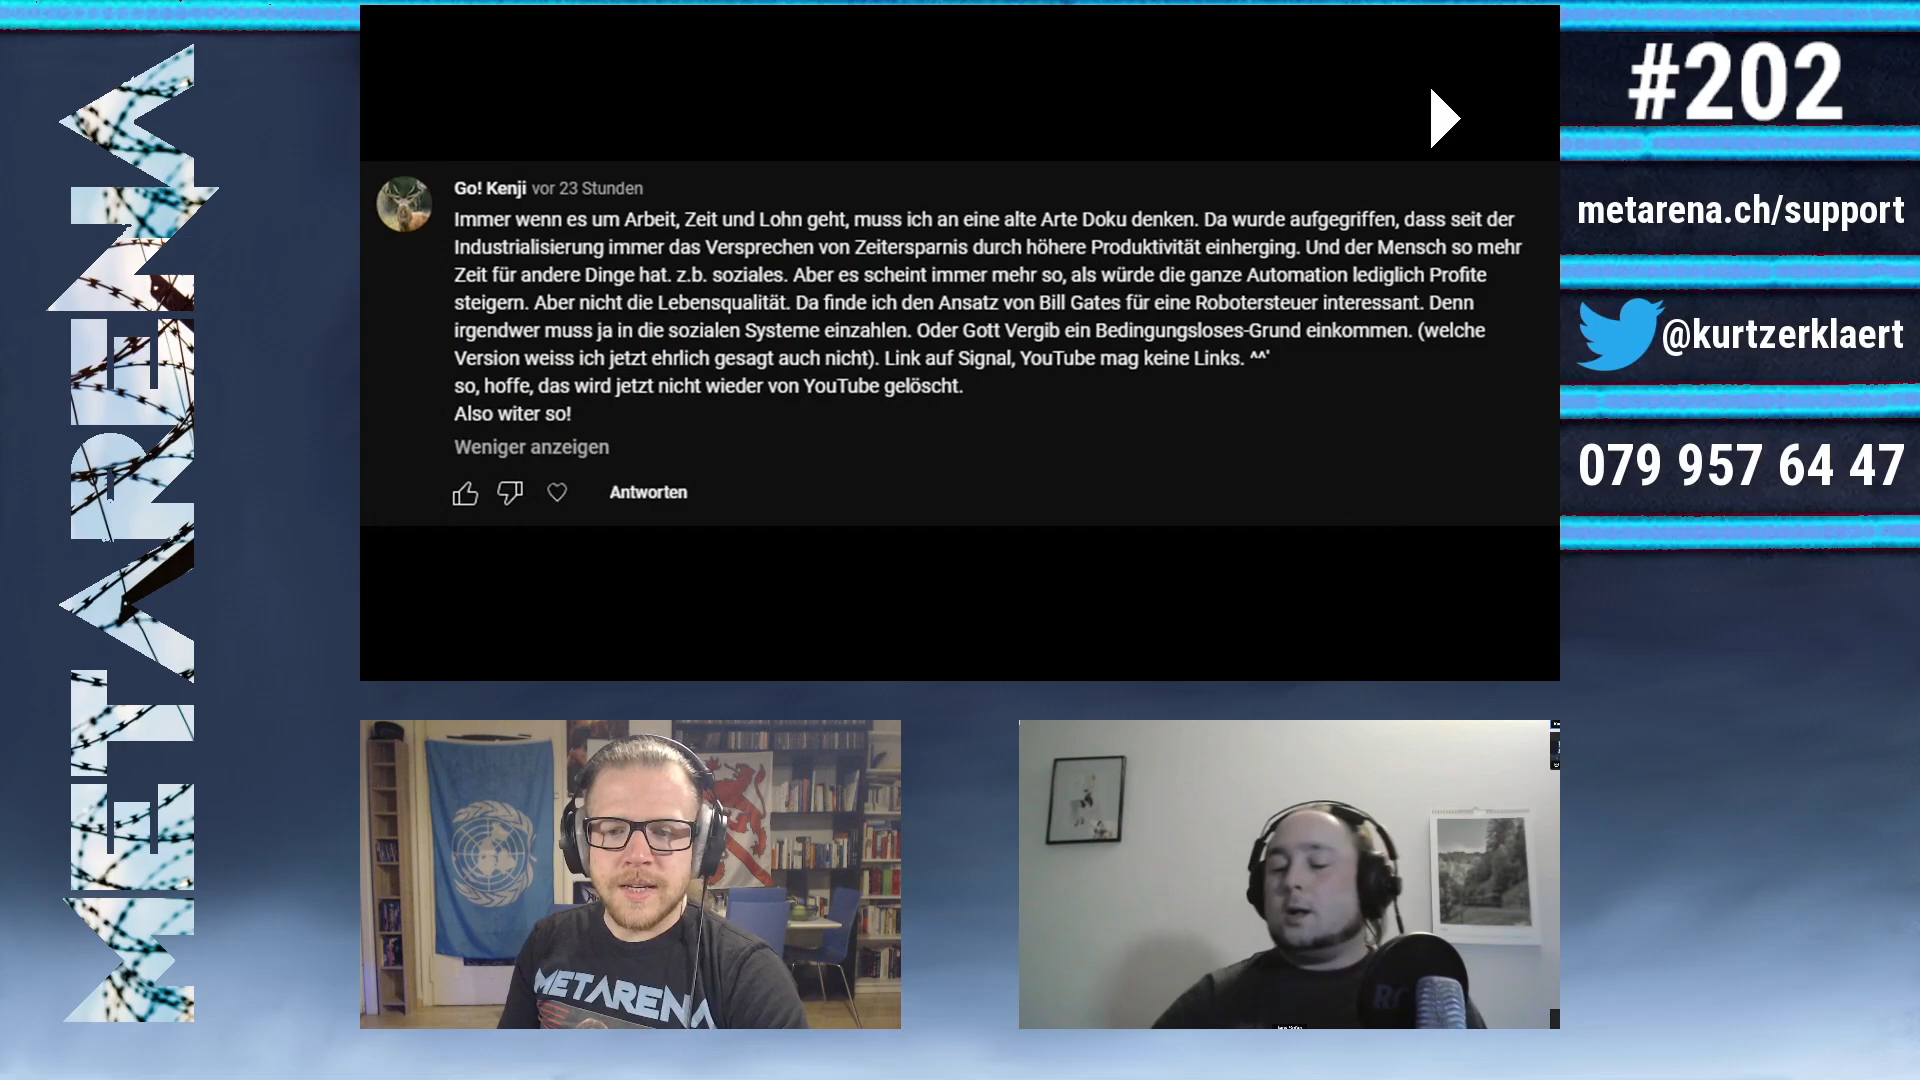 METARENA
#202
metarena.ch/support
@kurtzerklaert
079 957 64 47
Go! Kenji vor 23 Stunden
Immer wenn es um Arbeit, Zeit und Lohn geht, muss ich an eine alte Arte Doku denken. Da wurde aufgegriffen, dass seit der
Industrialisierung immer das Versprechen von Zeitersparnis durch höhere Produktivität einherging. Und der Mensch so mehr
Zeit für andere Dinge hat. z.b. soziales. Aber es scheint immer mehr so, als würde die ganze Automation lediglich Profite
steigern. Aber nicht die Lebensqualität. Da finde ich den Ansatz von Bill Gates für eine Robotersteuer interessant. Denn
irgendwer muss ja in die sozialen Systeme einzahlen. Oder Gott Vergib ein Bedingungsloses-Grund einkommen. (welche
Version weiss ich jetzt ehrlich gesagt auch nicht). Link auf Signal, YouTube mag keine Links. ^^'
so, hoffe, das wird jetzt nicht wieder von YouTube gelöscht.
Also witer so!
Weniger anzeigen
Antworten
METARENA